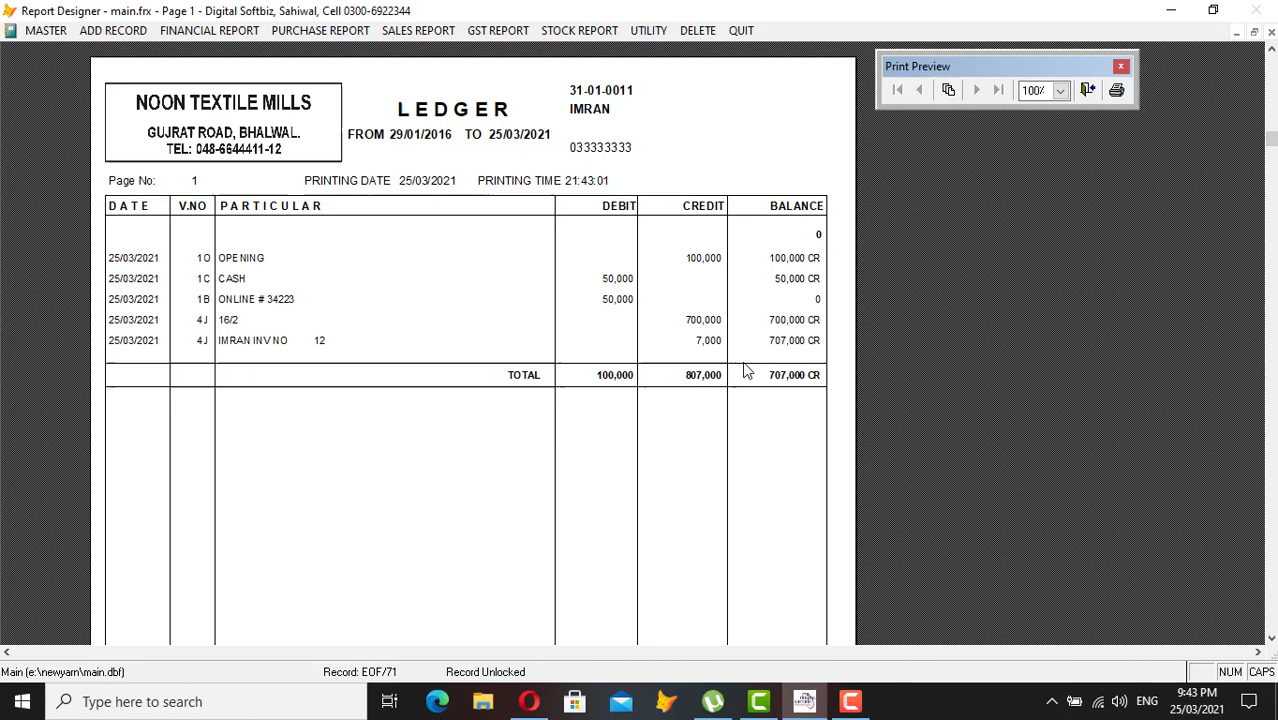 Report Designer - main.frx - Page 1 - Digital Softbiz, Sahiwal, Cell 0300-6922344
MASTER ADD RECORD FINANCIAL REPORT PURCHASE REPORT SALES REPORT GST REPORT STOCK REPORT UTILITY DELETE QUIT
Print Preview
100%
NOON TEXTILE MILLS
GUJRAT ROAD, BHALWAL.
TEL: 048-6644411-12
LEDGER
FROM 29/01/2016 TO 25/03/2021
31-01-0011
IMRAN
033333333
Page No: 1 PRINTING DATE 25/03/2021 PRINTING TIME 21:43:01
DATE V.NO PARTICULAR DEBIT CREDIT BALANCE
0
25/03/2021 1 O OPENING 100,000 100,000 CR
25/03/2021 1 C CASH 50,000 50,000 CR
25/03/2021 1 B ONLINE # 34223 50,000 0
25/03/2021 4 J 16/2 700,000 700,000 CR
25/03/2021 4 J IMRAN INV NO 12 7,000 707,000 CR
TOTAL 100,000 807,000 707,000 CR
Main (e:\newyarn\main.dbf) Record: EOF/71 Record Unlocked NUM CAPS
Type here to search
ENG
9:43 PM
25/03/2021